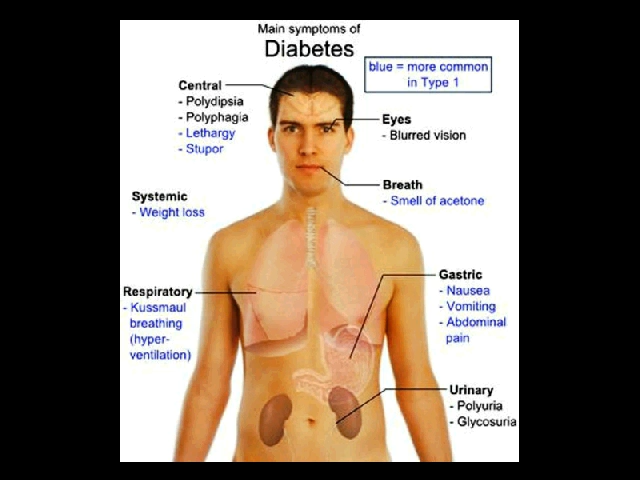 Main symptoms of
Diabetes
blue = more common
in Type 1
Central
- Polydipsia
- Polyphagia
- Lethargy
- Stupor
Eyes
- Blurred vision
Breath
- Smell of acetone
Systemic
- Weight loss
Respiratory
- Kussmaul
breathing
(hyper-
ventilation)
Gastric
- Nausea
- Vomiting
- Abdominal
pain
Urinary
- Polyuria
- Glycosuria